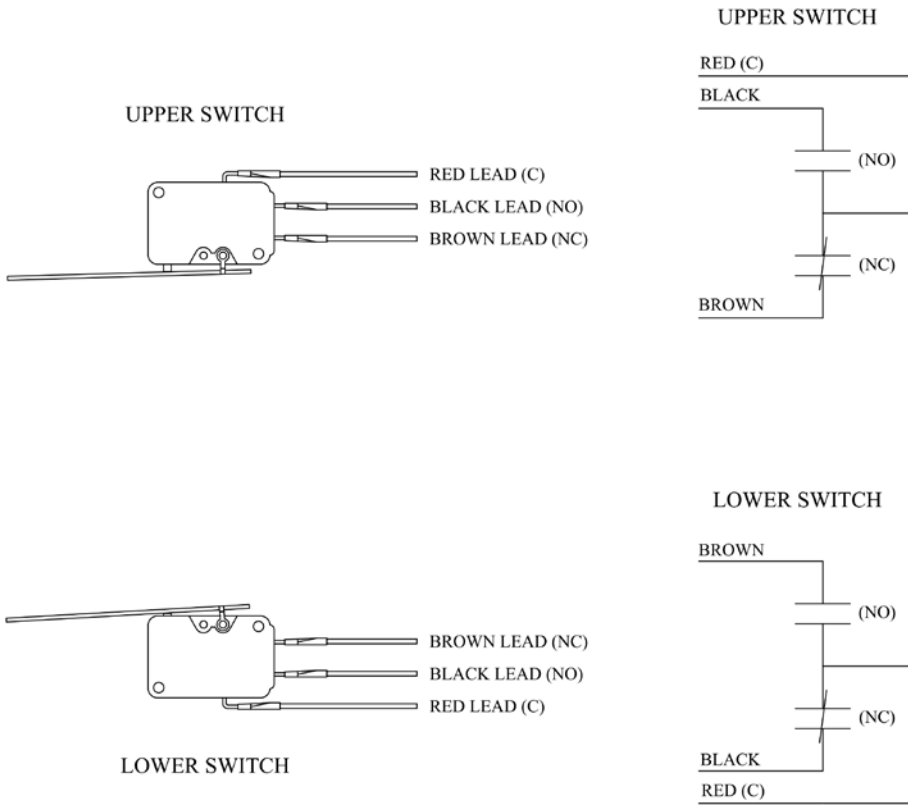 UPPER SWITCH
RED LEAD (C)
BLACK LEAD (NO)
BROWN LEAD (NC)
UPPER SWITCH
RED (C)
BLACK
(NO)
(NC)
BROWN
BROWN LEAD (NC)
BLACK LEAD (NO)
RED LEAD (C)
LOWER SWITCH
LOWER SWITCH
BROWN
(NO)
(NC)
BLACK
RED (C)